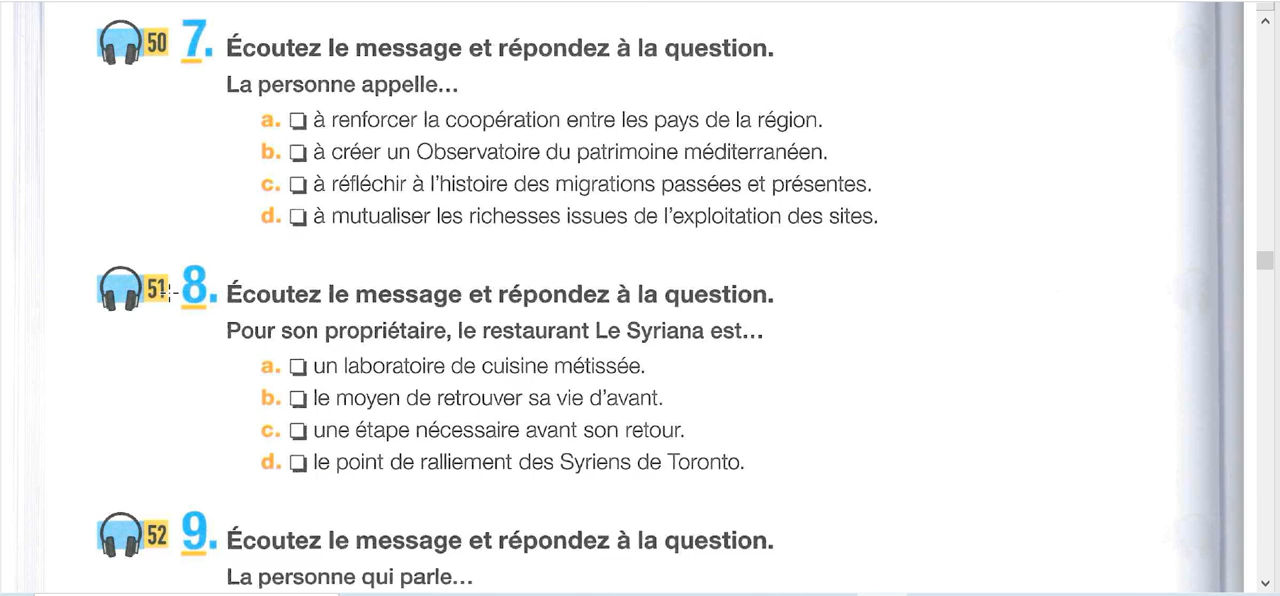 50 7. Écoutez le message et répondez à la question.
La personne appelle...
a. ❏ à renforcer la coopération entre les pays de la région.
b. ❏ à créer un Observatoire du patrimoine méditerranéen.
c. ❏ à réfléchir à l'histoire des migrations passées et présentes.
d. ❏ à mutualiser les richesses issues de l'exploitation des sites.
51 8. Écoutez le message et répondez à la question.
Pour son propriétaire, le restaurant Le Syriana est...
a. ❏ un laboratoire de cuisine métissée.
b. ❏ le moyen de retrouver sa vie d'avant.
c. ❏ une étape nécessaire avant son retour.
d. ❏ le point de ralliement des Syriens de Toronto.
52 9. Écoutez le message et répondez à la question.
La personne qui parle...